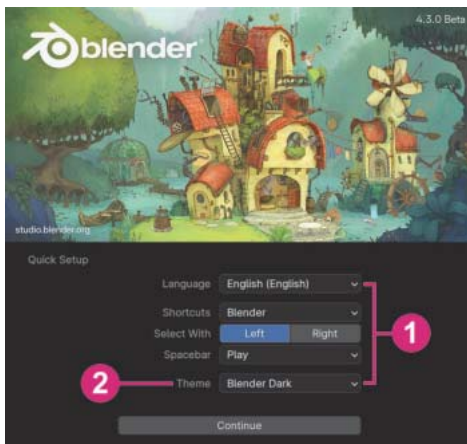 4.3.0 Beta
blender
studio.blender.org
Quick Setup
Language English (English)
Shortcuts Blender
Select With Left Right
1
Spacebar Play
2 Theme Blender Dark
Continue